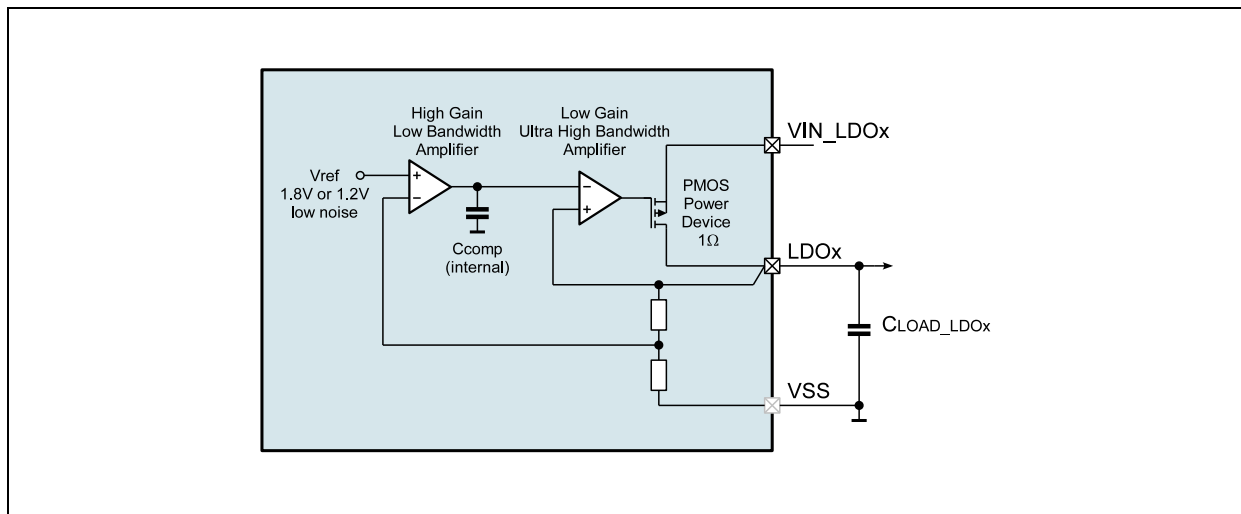 High Gain
Low Bandwidth
Amplifier
Low Gain
Ultra High Bandwidth
Amplifier
VIN_LDOx
Vref
1.8V or 1.2V
low noise
+
−
−
+
PMOS
Power
Device
1Ω
Ccomp
(internal)
LDOx
CLOAD_LDOx
VSS